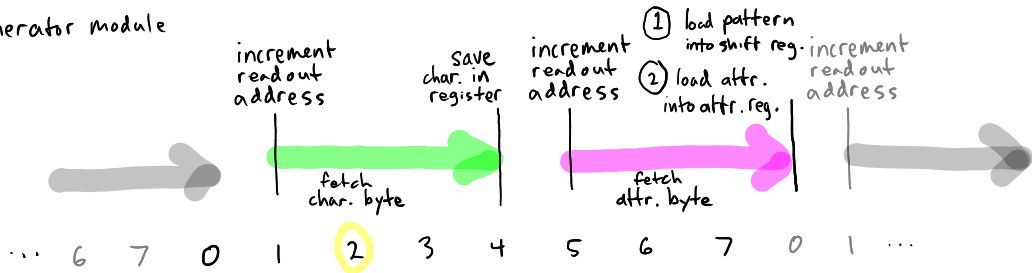 module
increment
readout
address
save
char. in
register
increment
readout
address
1 load pattern
into shift reg.
2 load attr.
into attr. reg.
increment
readout
address
fetch
char. byte
fetch
attr. byte
... 6 7 0 1 2 3 4 5 6 7 0 1 ...